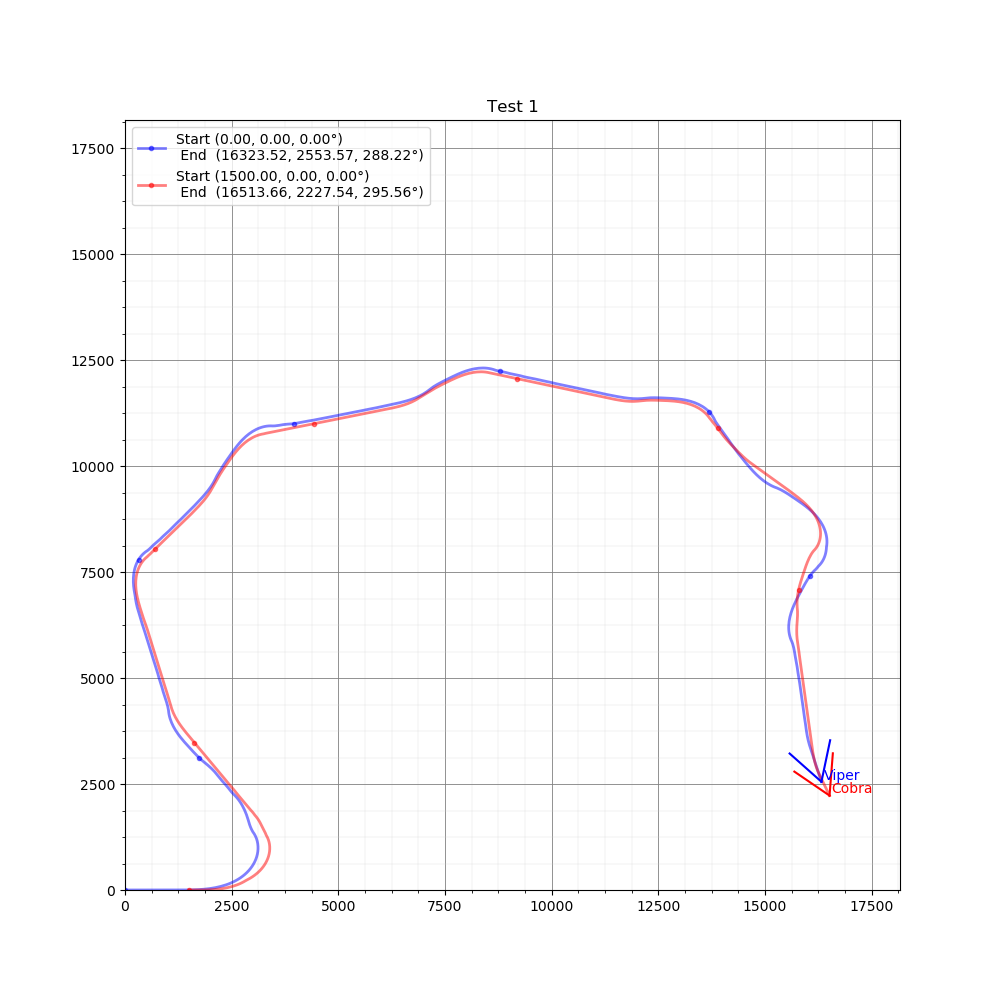 Test 1
Start (0.00, 0.00, 0.00°)
End (16323.52, 2553.57, 288.22°)
Start (1500.00, 0.00, 0.00°)
End (16513.66, 2227.54, 295.56°)
17500
15000
12500
10000
7500
5000
2500
0
Viper
Cobra
0 2500 5000 7500 10000 12500 15000 17500